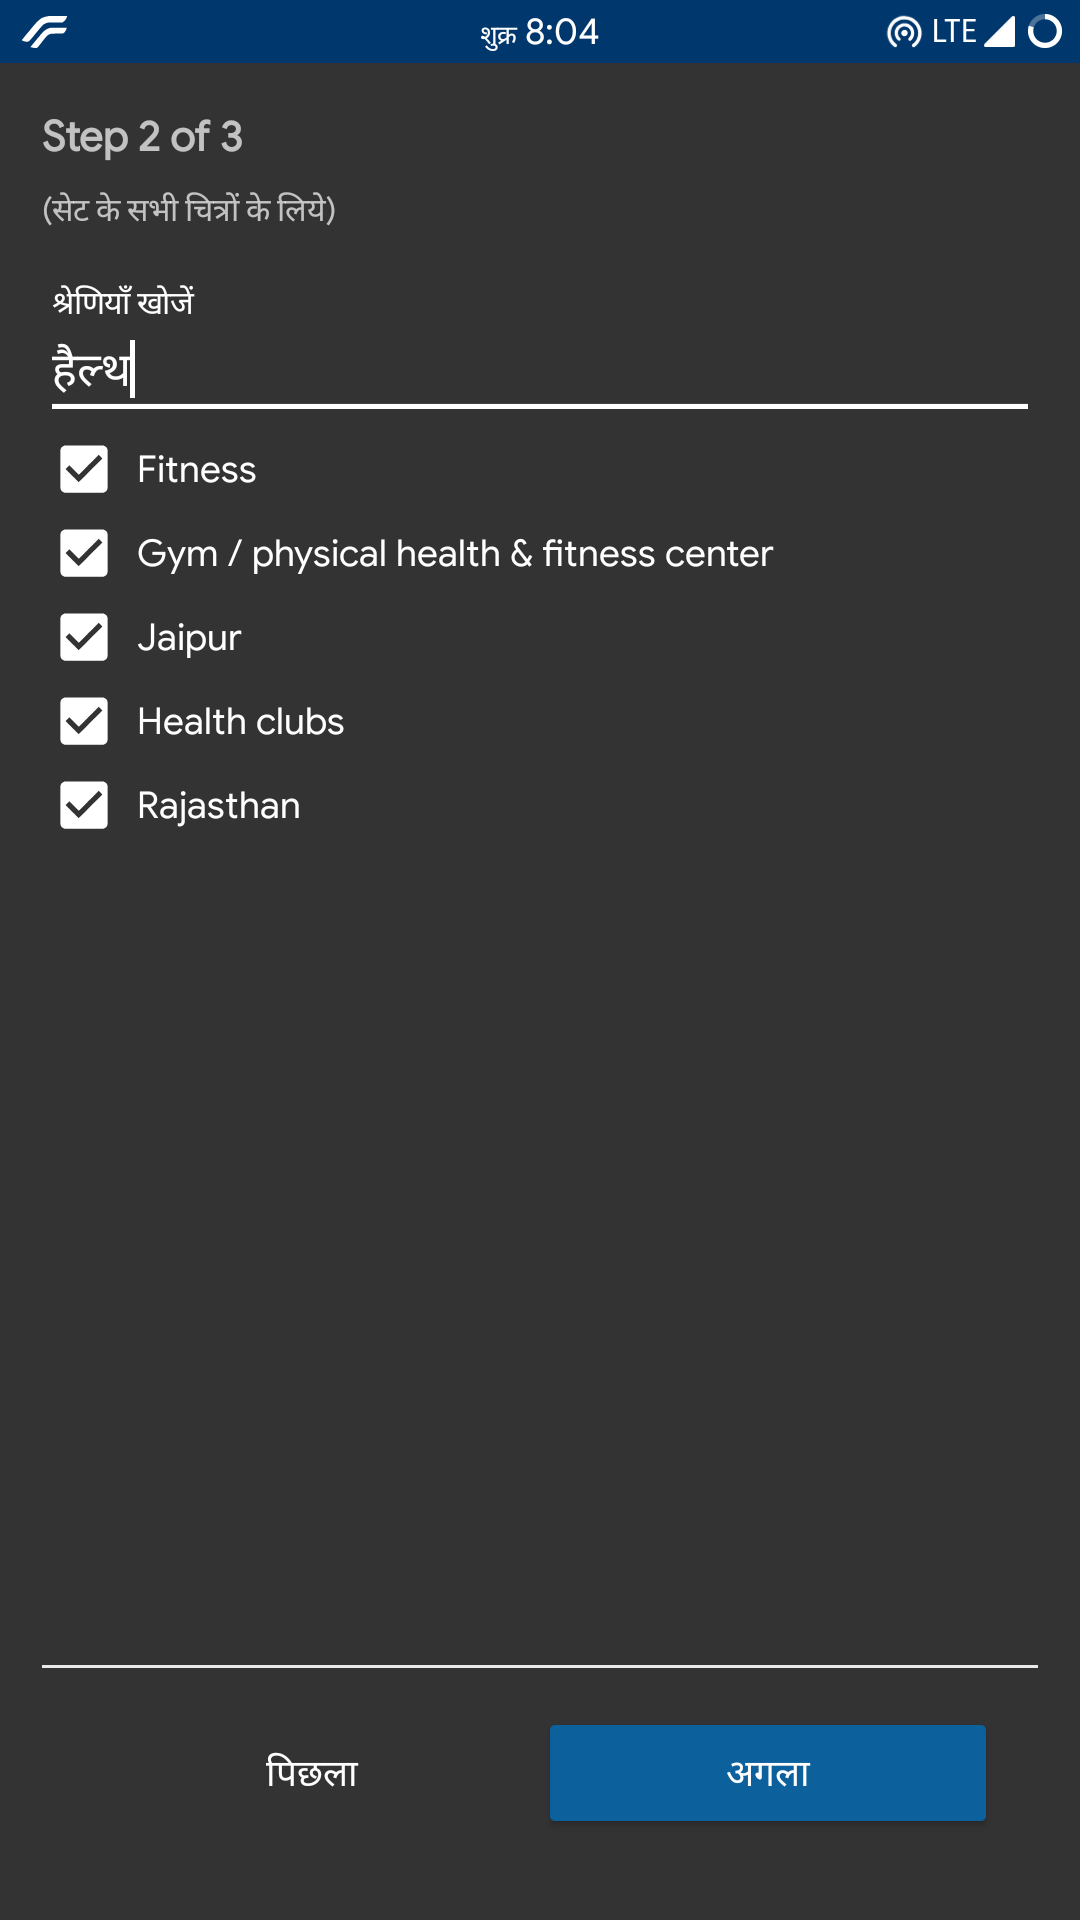 शुक्र 8:04 LTE
Step 2 of 3
(सेट के सभी चित्रों के लिये)
श्रेणियाँ खोजें
हैल्थ
Fitness
Gym / physical health & fitness center
Jaipur
Health clubs
Rajasthan
पिछला अगला